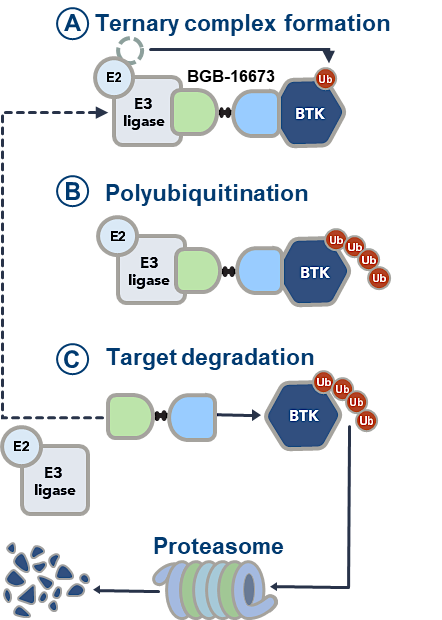 A Ternary complex formation
E2
BGB-16673
Ub
E3
ligase
BTK
B Polyubiquitination
E2
Ub
Ub
Ub
Ub
E3
ligase
BTK
C Target degradation
Ub
Ub
Ub
Ub
BTK
E2
E3
ligase
Proteasome